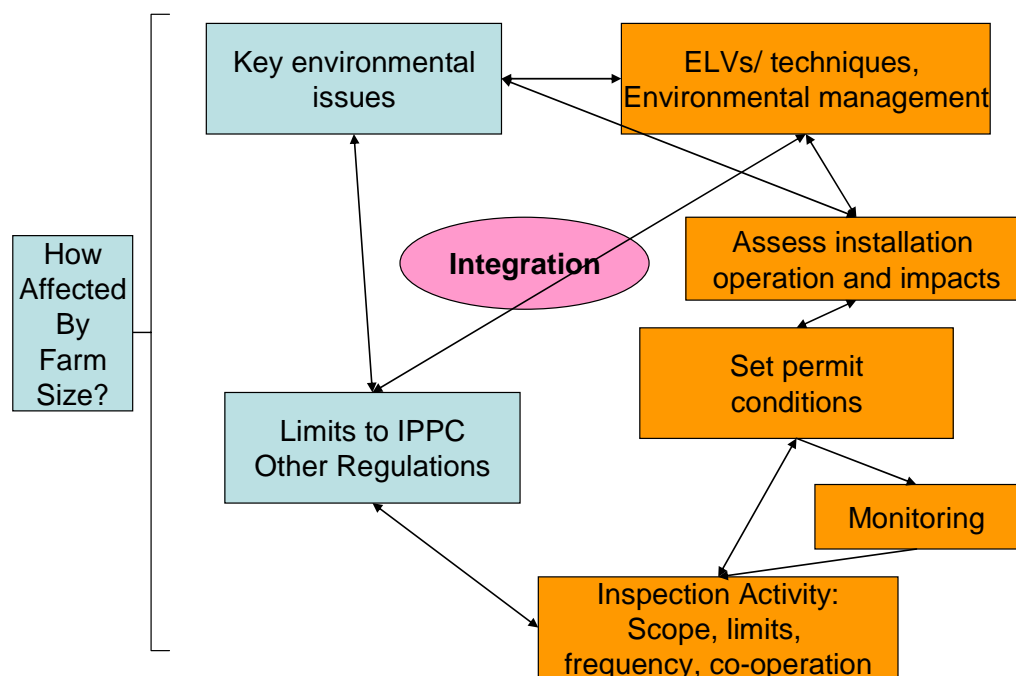 Key environmental
issues
ELVs/ techniques,
Environmental management
How
Affected
By
Farm
Size?
Integration
Assess installation
operation and impacts
Set permit
conditions
Limits to IPPC
Other Regulations
Monitoring
Inspection Activity:
Scope, limits,
frequency, co-operation